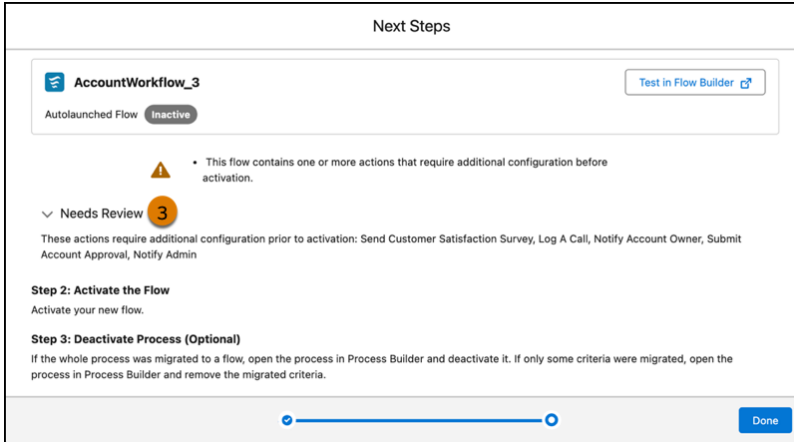 Next Steps
AccountWorkflow_3
Test in Flow Builder
Autolaunched Flow Inactive
• This flow contains one or more actions that require additional configuration before
activation.
Needs Review 3
These actions require additional configuration prior to activation: Send Customer Satisfaction Survey, Log A Call, Notify Account Owner, Submit
Account Approval, Notify Admin
Step 2: Activate the Flow
Activate your new flow.
Step 3: Deactivate Process (Optional)
If the whole process was migrated to a flow, open the process in Process Builder and deactivate it. If only some criteria were migrated, open the
process in Process Builder and remove the migrated criteria.
Done